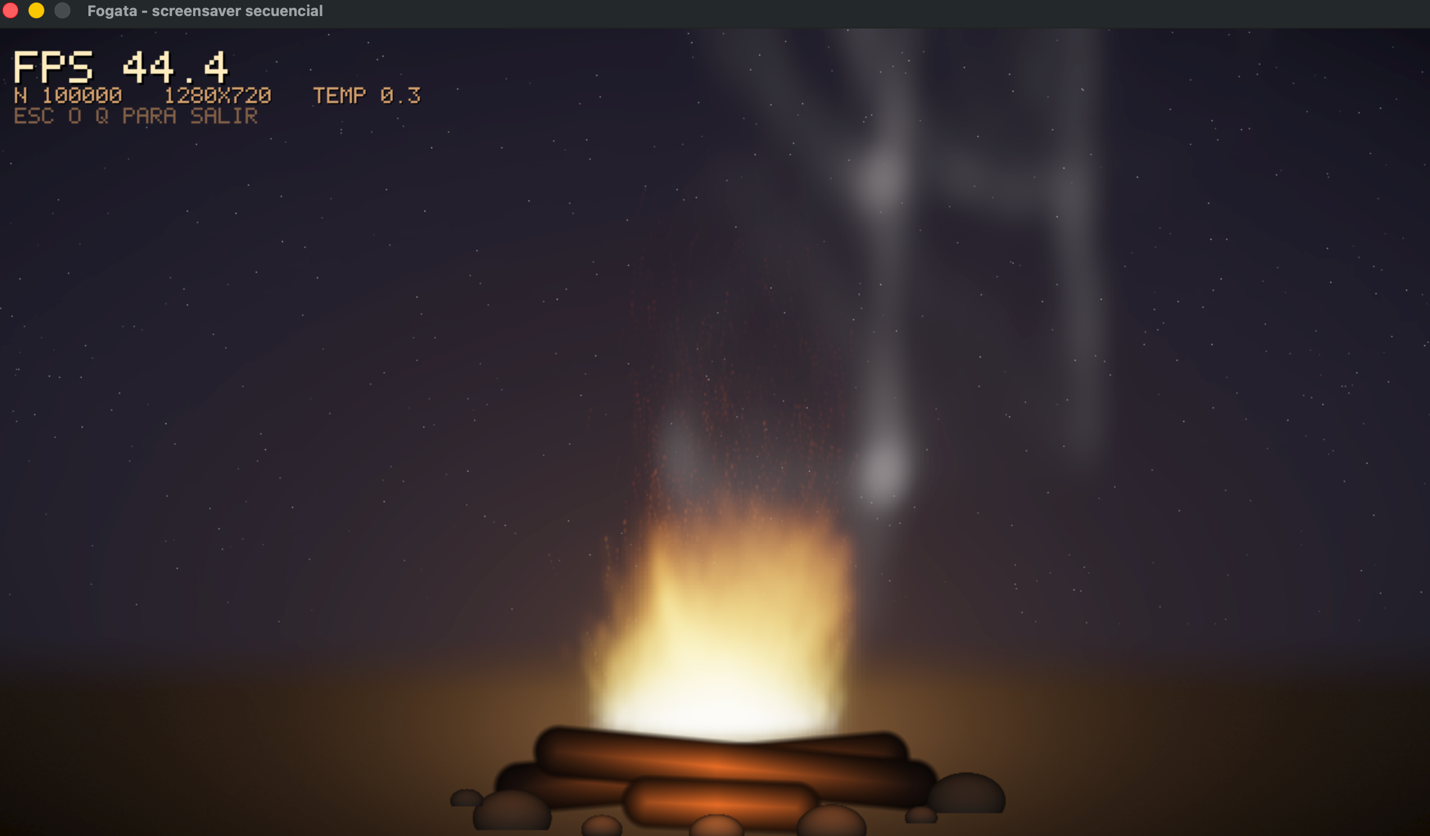 Fogata - screensaver secuencial
FPS 44.4
N 100000 1280X720 TEMP 0.3
ESC O Q PARA SALIR